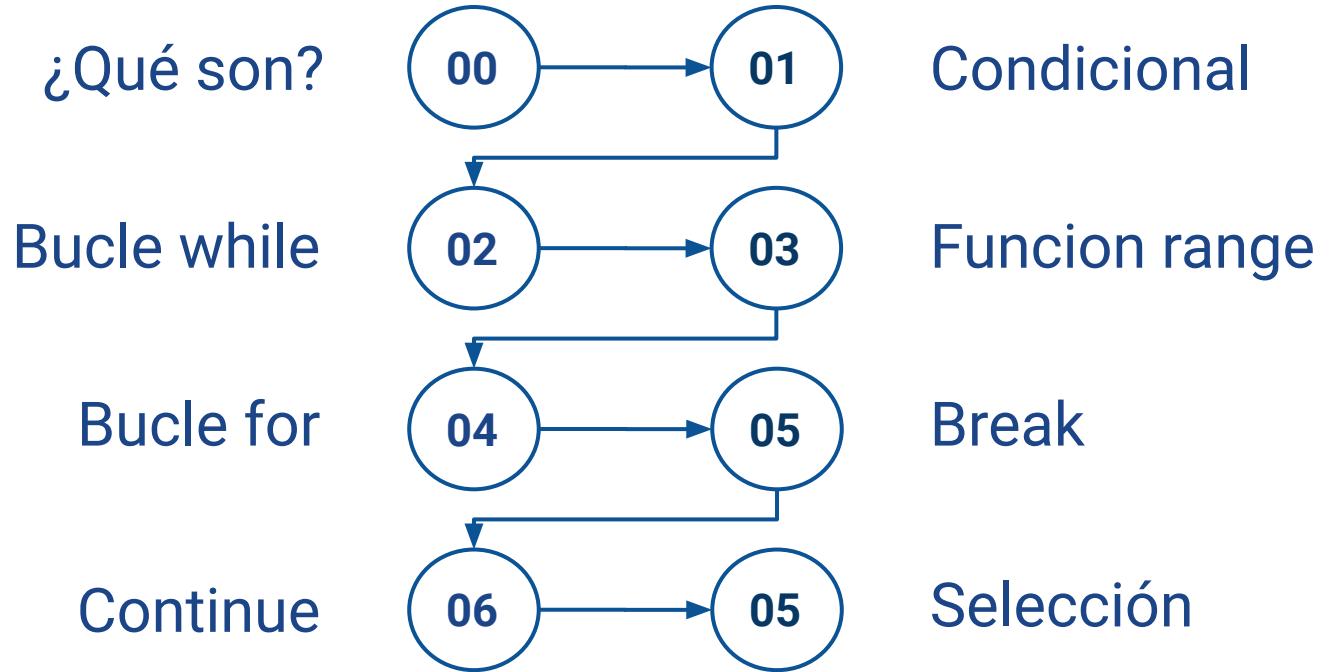 ¿Qué son? 00 01 Condicional
Bucle while 02 03 Funcion range
Bucle for 04 05 Break
Continue 06 05 Selección